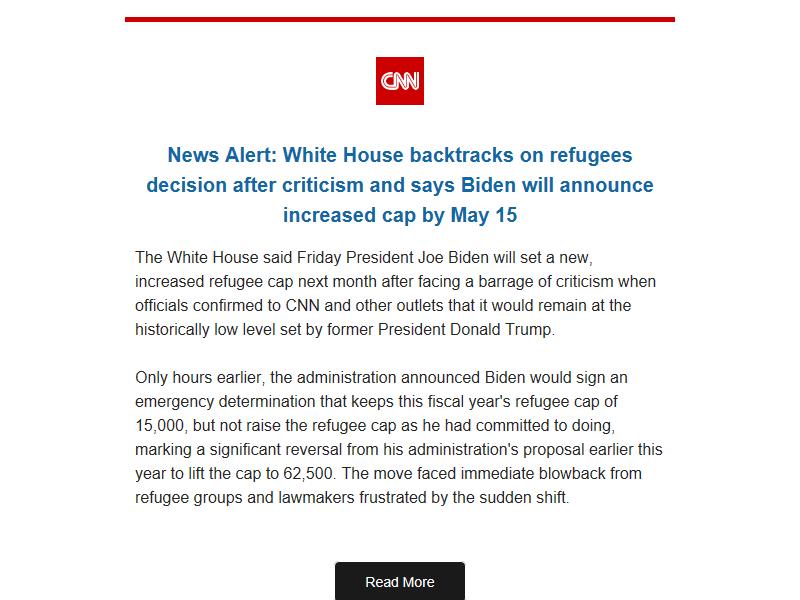 CNN
News Alert: White House backtracks on refugees
decision after criticism and says Biden will announce
increased cap by May 15
The White House said Friday President Joe Biden will set a new,
increased refugee cap next month after facing a barrage of criticism when
officials confirmed to CNN and other outlets that it would remain at the
historically low level set by former President Donald Trump.
Only hours earlier, the administration announced Biden would sign an
emergency determination that keeps this fiscal year's refugee cap of
15,000, but not raise the refugee cap as he had committed to doing,
marking a significant reversal from his administration's proposal earlier this
year to lift the cap to 62,500. The move faced immediate blowback from
refugee groups and lawmakers frustrated by the sudden shift.
Read More